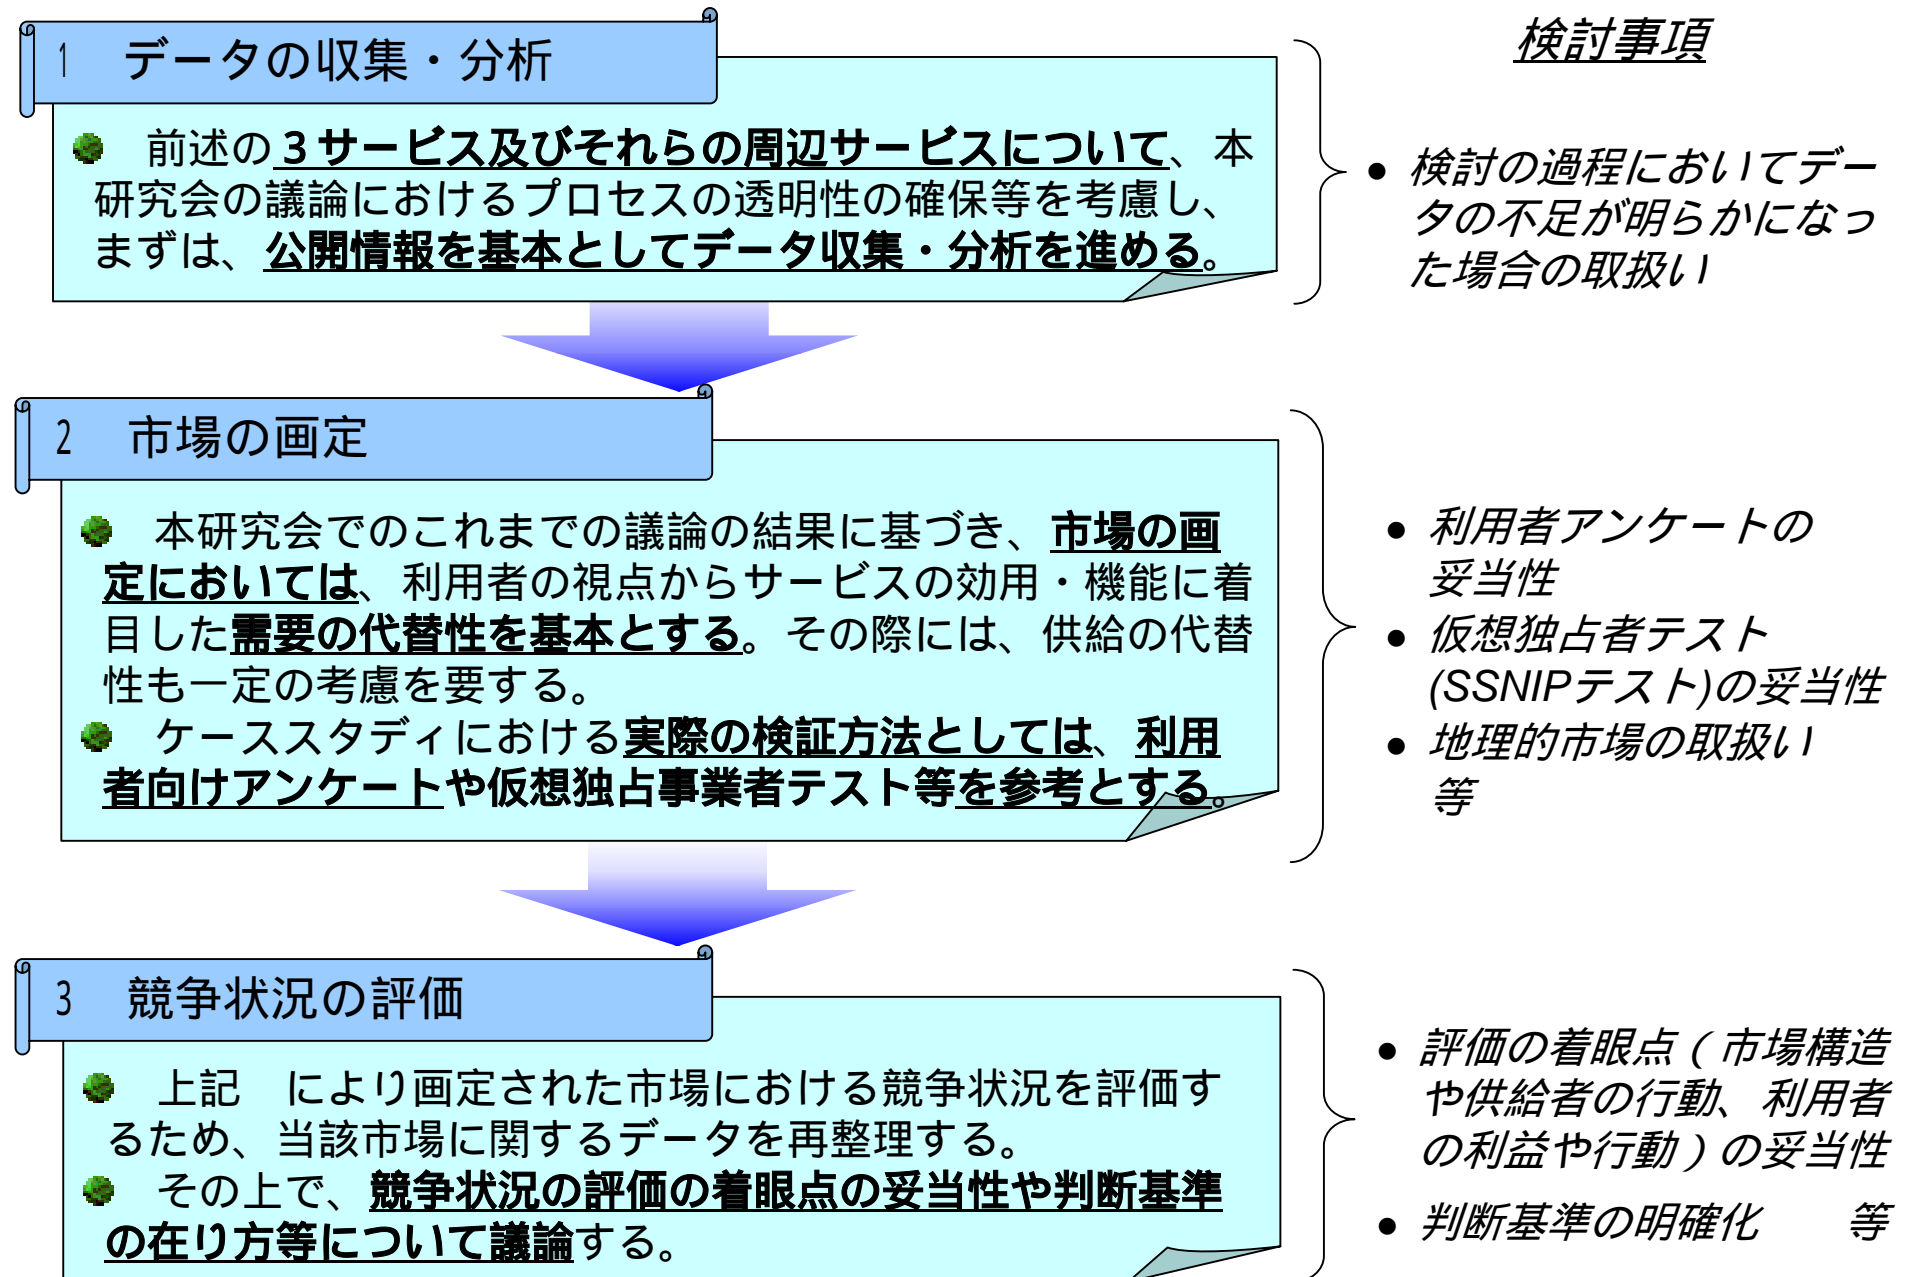 検討事項
1　データの収集・分析
前述の３サービス及びそれらの周辺サービスについて、本
研究会の議論におけるプロセスの透明性の確保等を考慮し、
まずは、公開情報を基本としてデータ収集・分析を進める。
● 検討の過程においてデー
タの不足が明らかになっ
た場合の取扱い
2　市場の画定
本研究会でのこれまでの議論の結果に基づき、市場の画
定においては、利用者の視点からサービスの効用・機能に着
目した需要の代替性を基本とする。その際には、供給の代替
性も一定の考慮を要する。
ケーススタディにおける実際の検証方法としては、利用
者向けアンケートや仮想独占事業者テスト等を参考とする。
● 利用者アンケートの
妥当性
● 仮想独占者テスト
(SSNIPテスト)の妥当性
● 地理的市場の取扱い
等
3　競争状況の評価
上記　により画定された市場における競争状況を評価す
るため、当該市場に関するデータを再整理する。
その上で、競争状況の評価の着眼点の妥当性や判断基準
の在り方等について議論する。
● 評価の着眼点（市場構造
や供給者の行動、利用者
の利益や行動）の妥当性
● 判断基準の明確化　　等